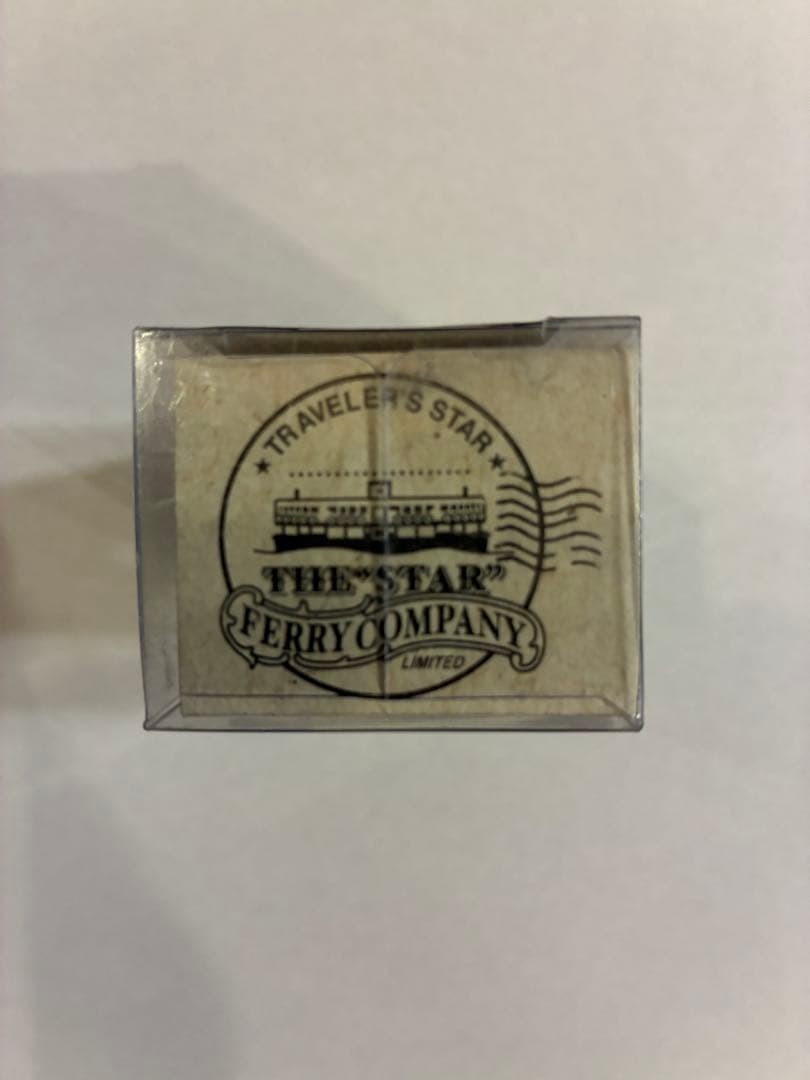 ★ TRAVELER'S STAR ★
THE "STAR"
FERRY COMPANY
LIMITED